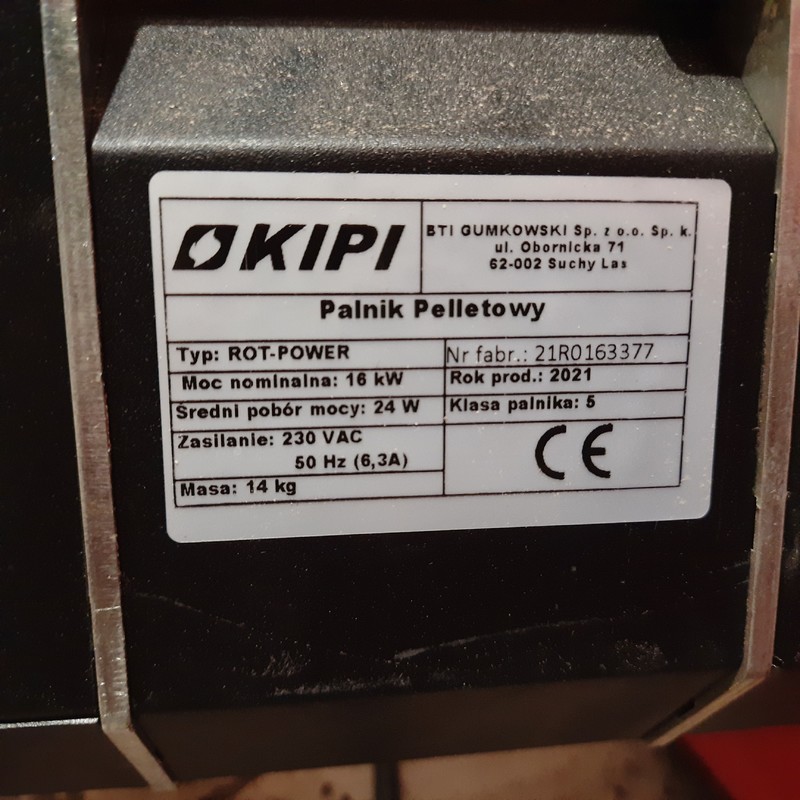 KIPI
BTI GUMKOWSKI Sp. z o.o. Sp. k.
ul. Obornicka 71
62-002 Suchy Las
Palnik Pelletowy
Typ: ROT-POWER
Nr fabr.: 21R0163377
Moc nominalna: 16 kW
Rok prod.: 2021
Średni pobór mocy: 24 W
Klasa palnika: 5
Zasilanie: 230 VAC
50 Hz (6,3A)
CE
Masa: 14 kg